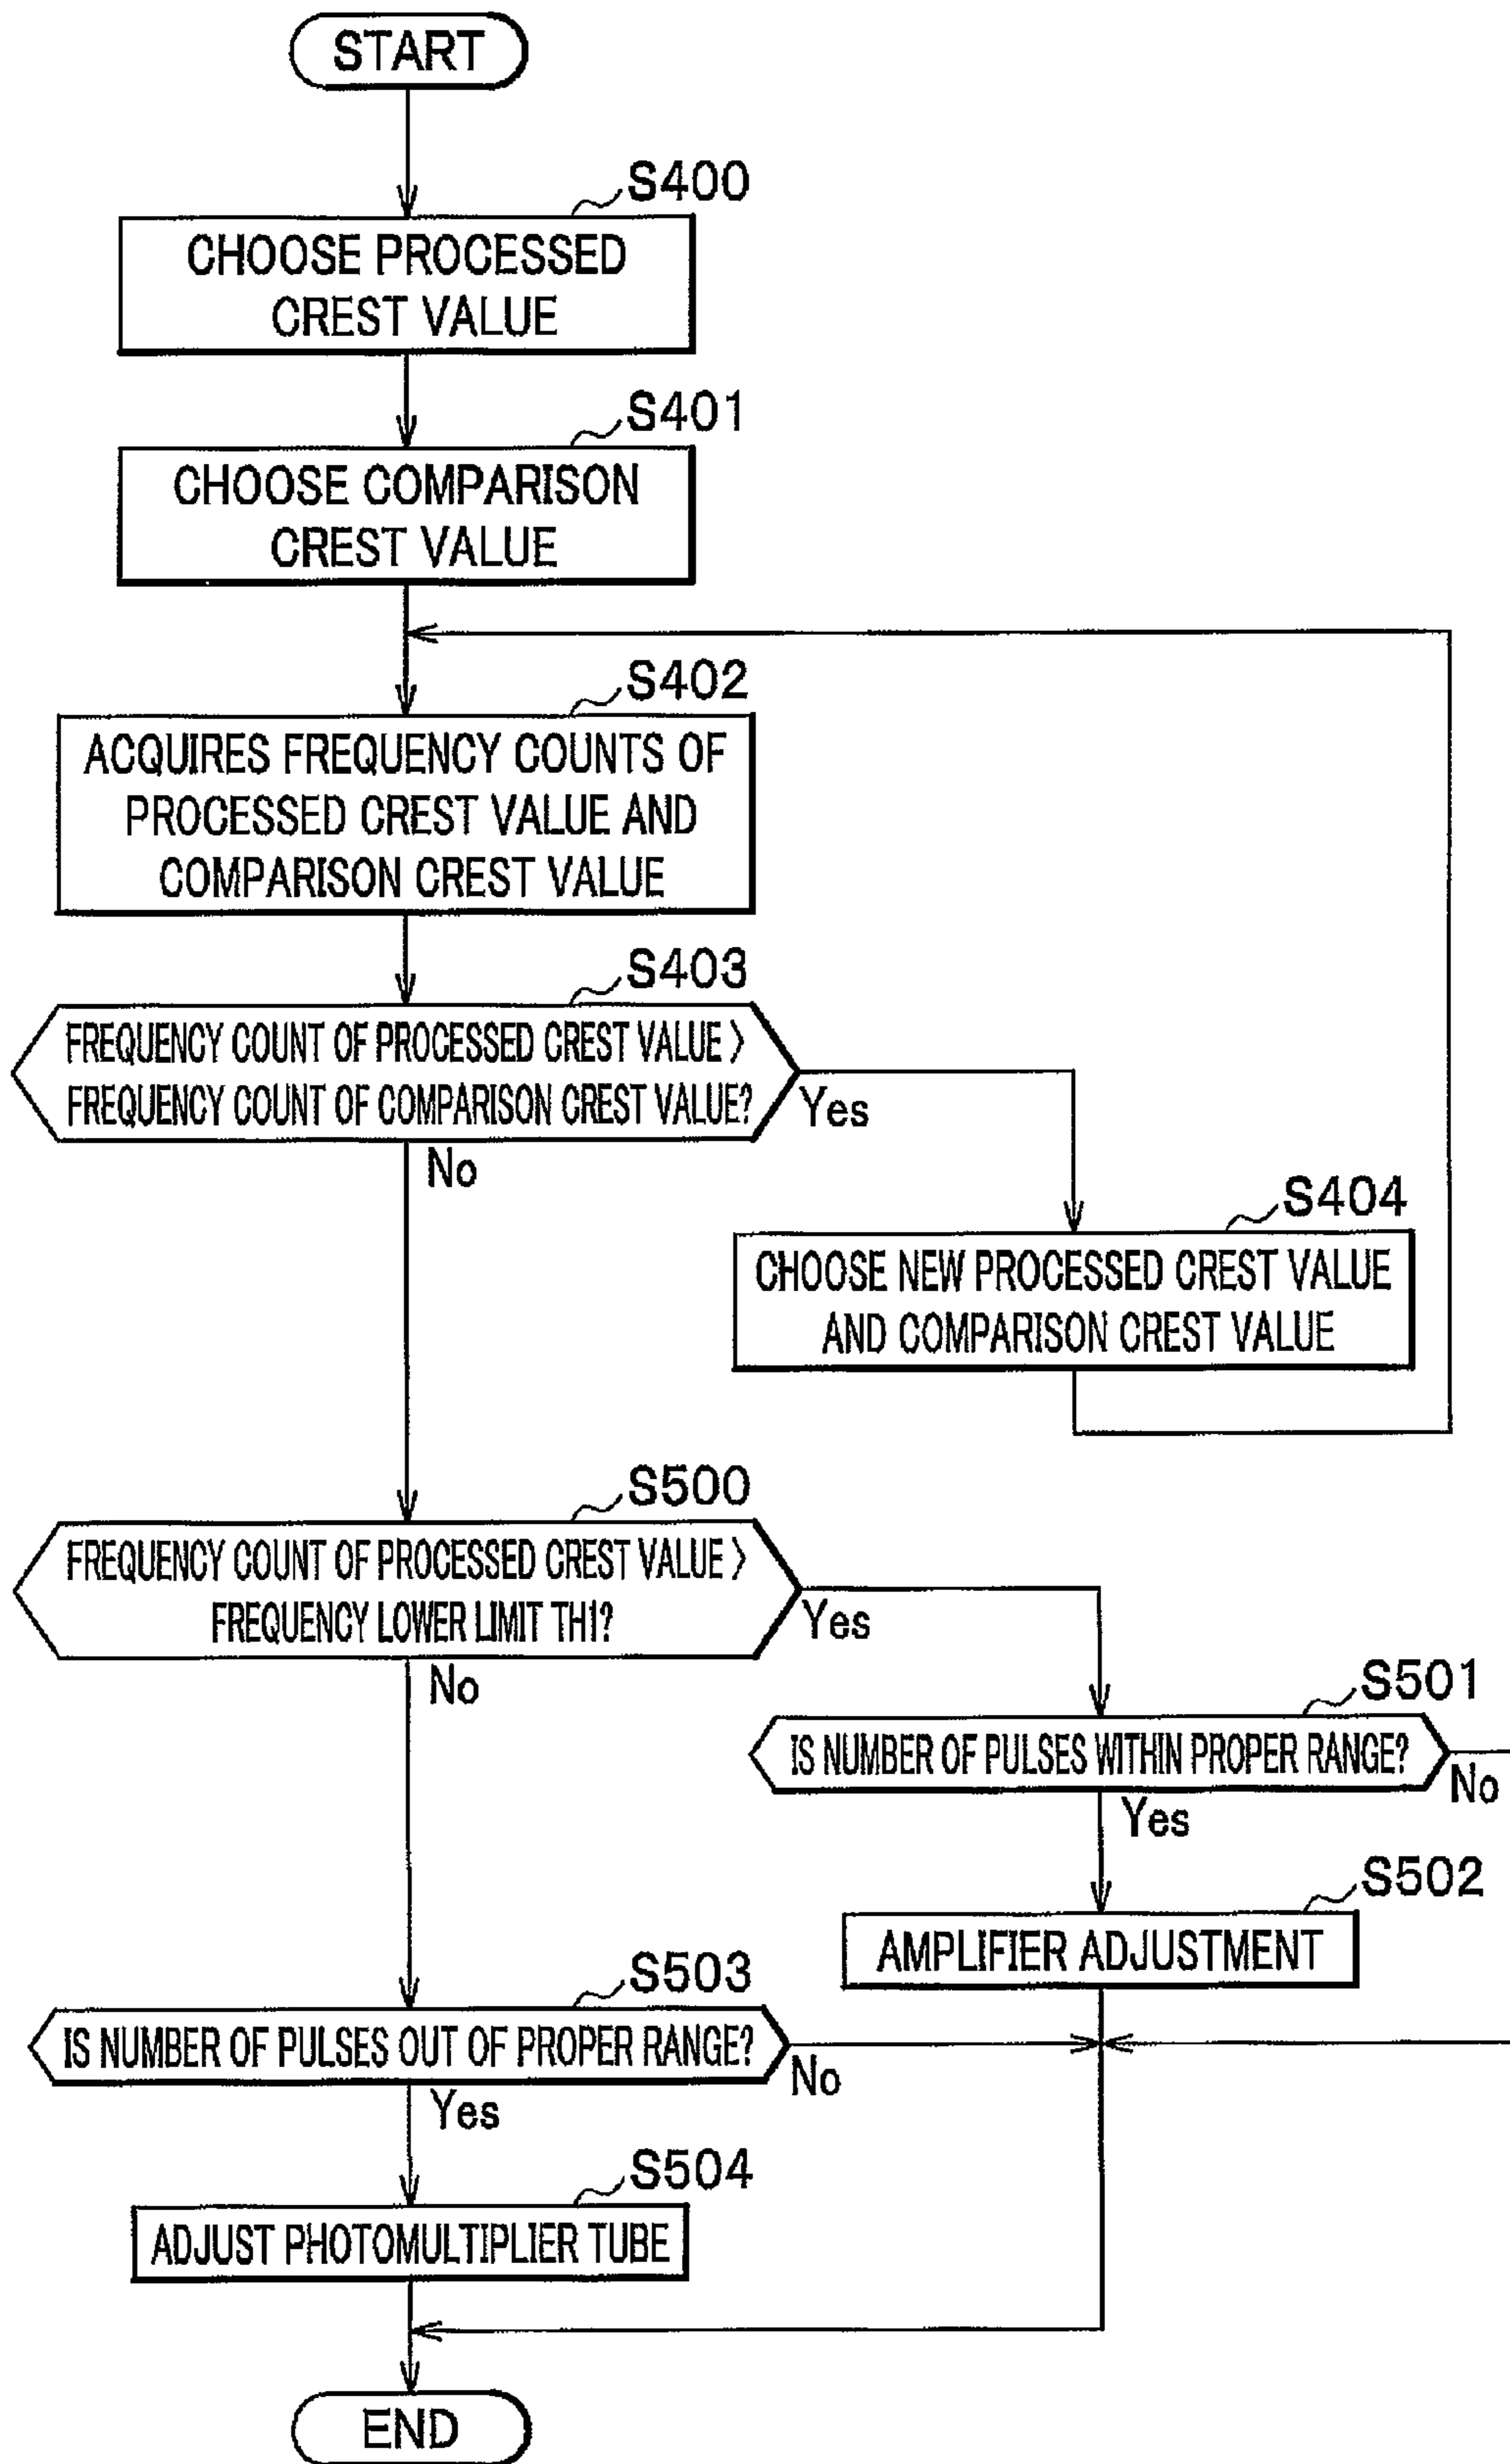 START
S400
CHOOSE PROCESSED
CREST VALUE
S401
CHOOSE COMPARISON
CREST VALUE
S402
ACQUIRES FREQUENCY COUNTS OF
PROCESSED CREST VALUE AND
COMPARISON CREST VALUE
S403
FREQUENCY COUNT OF PROCESSED CREST VALUE >
FREQUENCY COUNT OF COMPARISON CREST VALUE?
Yes
No
S404
CHOOSE NEW PROCESSED CREST VALUE
AND COMPARISON CREST VALUE
S500
FREQUENCY COUNT OF PROCESSED CREST VALUE >
FREQUENCY LOWER LIMIT TH1?
Yes
No
S501
IS NUMBER OF PULSES WITHIN PROPER RANGE?
No
Yes
S502
AMPLIFIER ADJUSTMENT
S503
IS NUMBER OF PULSES OUT OF PROPER RANGE?
No
Yes
S504
ADJUST PHOTOMULTIPLIER TUBE
END